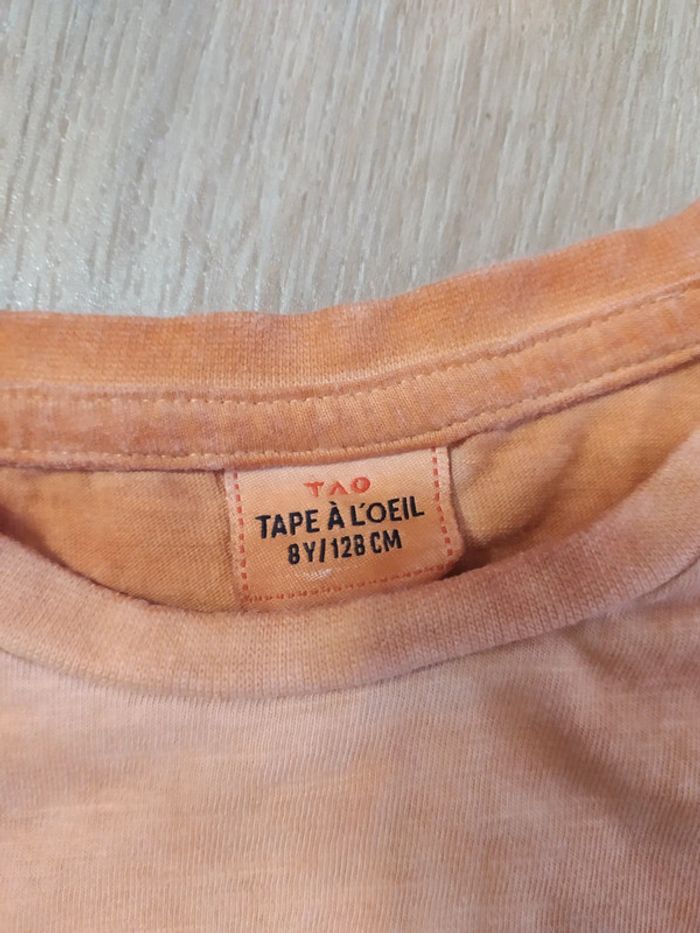 TAO
TAPE À L'OEIL
8Y/128 CM